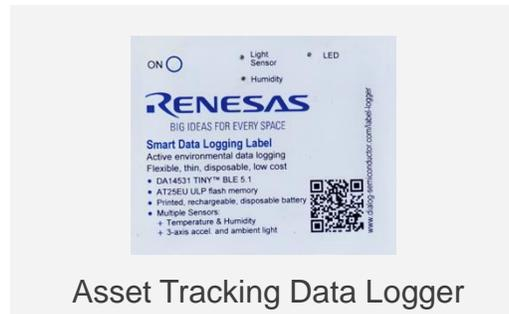 Light
Sensor
LED
ON
Humidity
RENESAS
BIG IDEAS FOR EVERY SPACE
Smart Data Logging Label
Active environmental data logging
Flexible, thin, disposable, low cost
• DA14531 TINY™ BLE 5.1
• AT25EU ULP flash memory
• Printed, rechargeable, disposable battery
• Multiple Sensors:
+ Temperature & Humidity
+ 3-axis accel. and ambient light
www.dialog-semiconductor.com/label-logger
Asset Tracking Data Logger